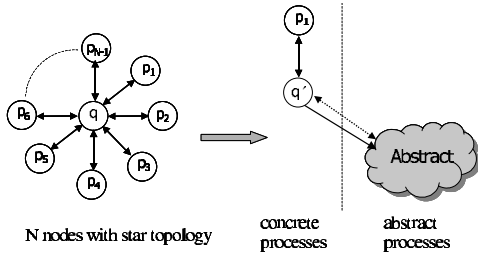 p1
pN-1
p1
p6
q
p2
q´
p5
p3
p4
Abstract
N nodes with star topology
concrete processes
abstract processes